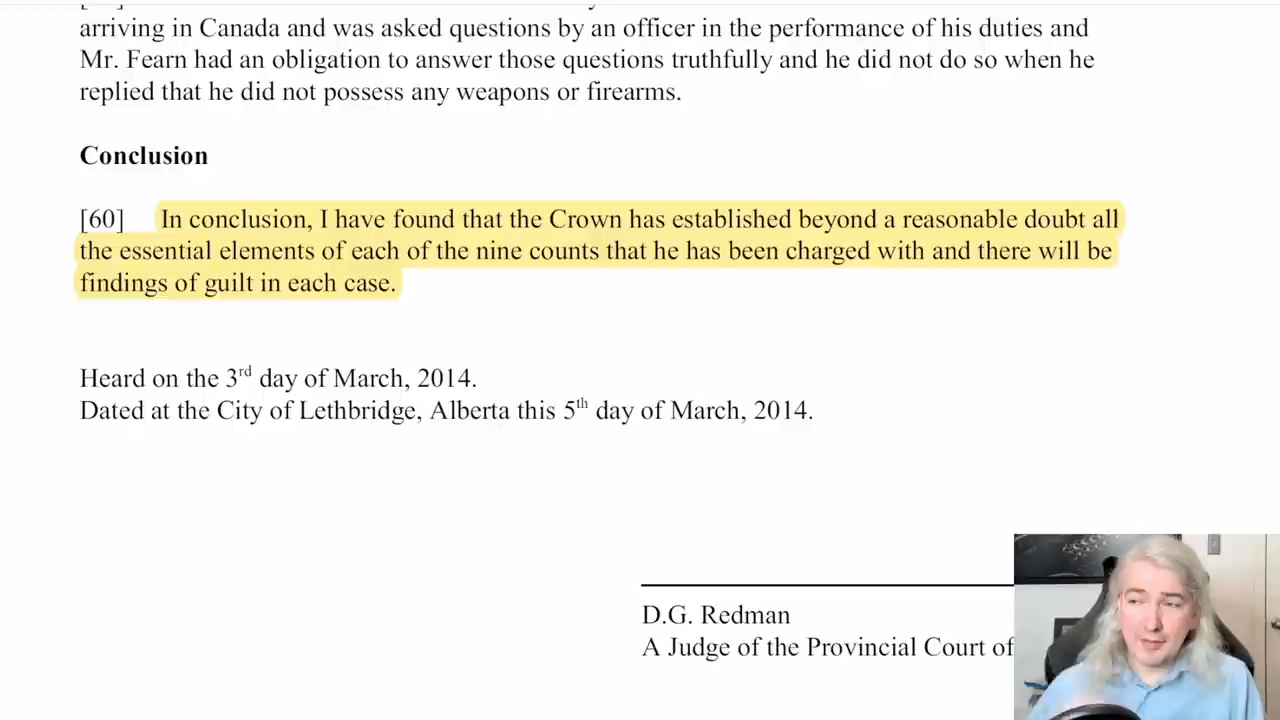 arriving in Canada and was asked questions by an officer in the performance of his duties and
Mr. Fearn had an obligation to answer those questions truthfully and he did not do so when he
replied that he did not possess any weapons or firearms.
Conclusion
[60] In conclusion, I have found that the Crown has established beyond a reasonable doubt all
the essential elements of each of the nine counts that he has been charged with and there will be
findings of guilt in each case.
Heard on the 3rd day of March, 2014.
Dated at the City of Lethbridge, Alberta this 5th day of March, 2014.
D.G. Redman
A Judge of the Provincial Court of